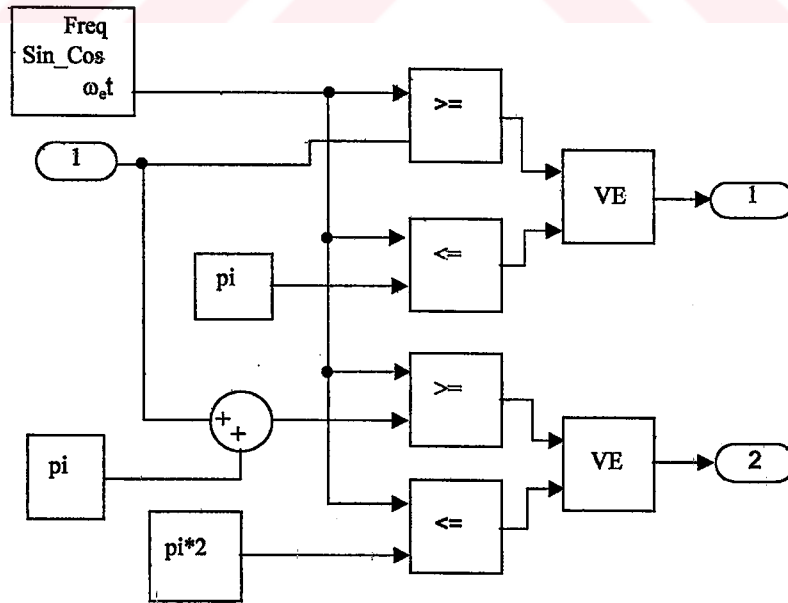 Freq
Sin_Cos
ωₑt
>=
1
VE
1
<=
pi
>=
+
+
pi
VE
2
<=
pi*2